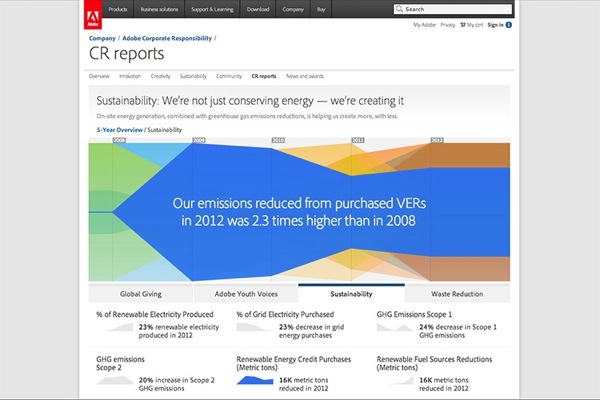 Adobe
Products Business solutions Support & Learning Download Company Buy
Search
My Adobe Privacy My cart Sign in
Company / Adobe Corporate Responsibility /
CR reports
Overview Innovation Creativity Sustainability Community CR reports News and awards
Sustainability: We're not just conserving energy — we're creating it
On-site energy generation, combined with greenhouse gas emissions reductions, is helping us create more, with less.
5-Year Overview / Sustainability
2008 2009 2010 2011 2012
Our emissions reduced from purchased VERs
in 2012 was 2.3 times higher than in 2008
Global Giving Adobe Youth Voices Sustainability Waste Reduction
% of Renewable Electricity Produced
23% renewable electricity
produced in 2012
% of Grid Electricity Purchased
23% decrease in grid
energy purchases
GHG Emissions Scope 1
24% decrease in Scope 1
GHG emissions
GHG emissions
Scope 2
20% increase in Scope 2
GHG emissions
Renewable Energy Credit Purchases
(Metric tons)
16K metric tons
reduced in 2012
Renewable Fuel Sources Reductions
(Metric tons)
16K metric tons
reduced in 2012